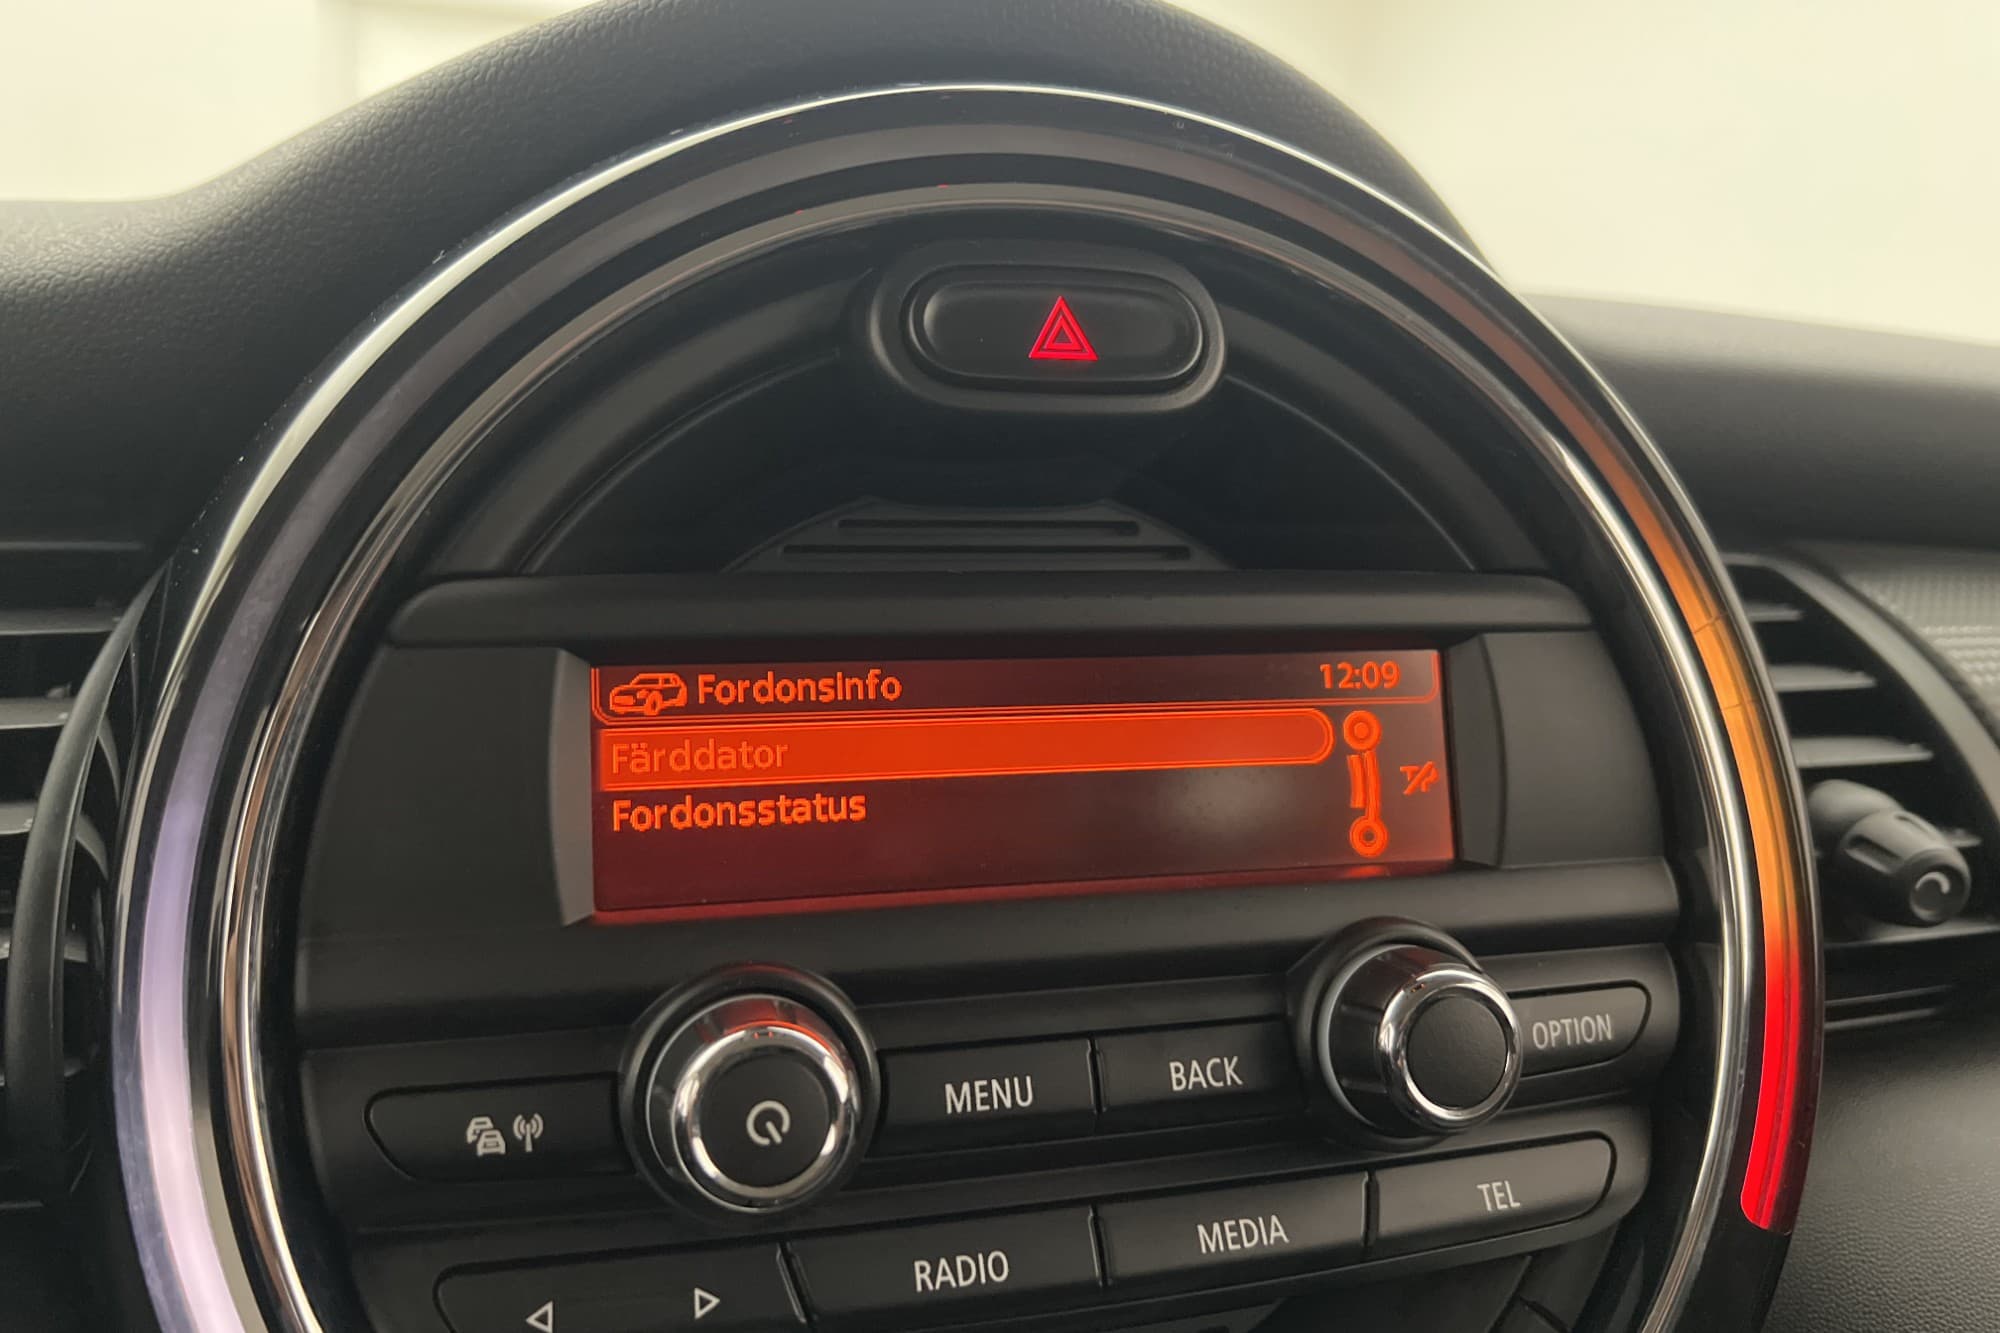 FordonsInfo 12:09
Färddator
Fordonsstatus
MENU BACK OPTION
RADIO MEDIA TEL